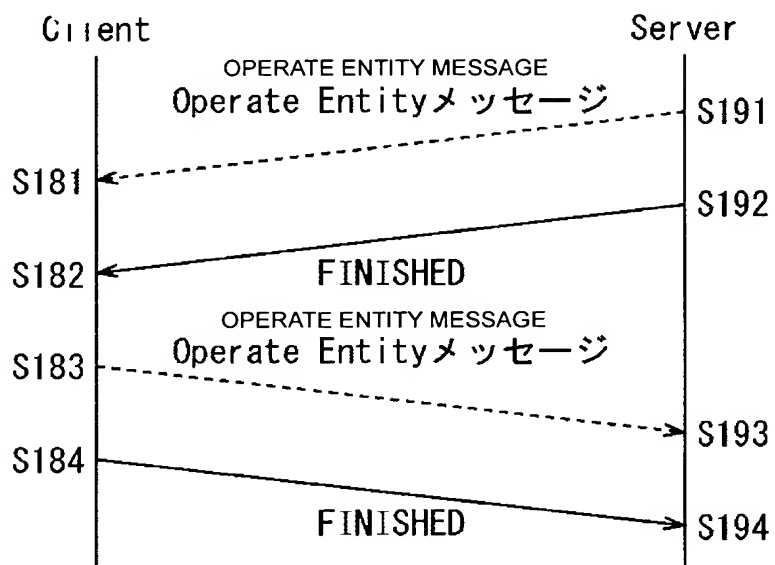 Client
Server
OPERATE ENTITY MESSAGE
Operate Entityメッセージ
S191
S181
S192
S182
FINISHED
OPERATE ENTITY MESSAGE
Operate Entityメッセージ
S183
S193
S184
FINISHED
S194